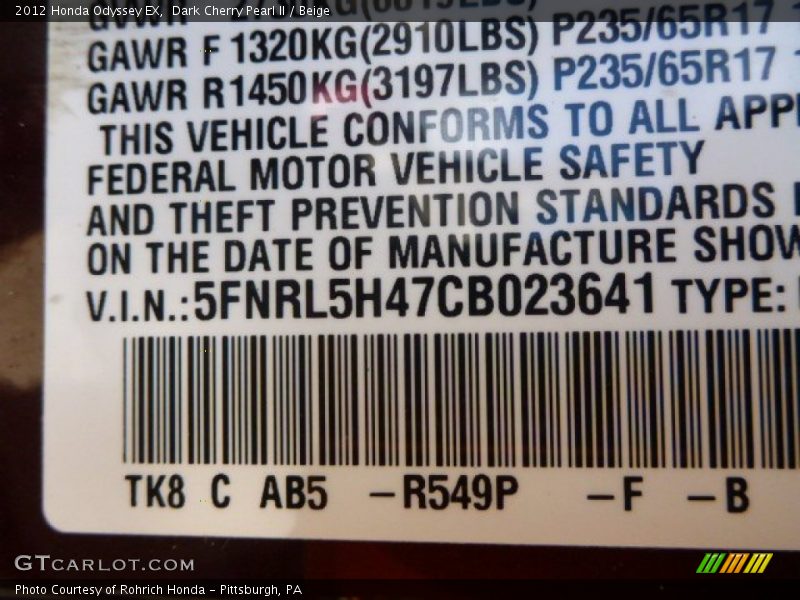 2012 Honda Odyssey EX, Dark Cherry Pearl II / Beige
GAWR F 1320KG(2910LBS) P235/65R17
GAWR R1450KG(3197LBS) P235/65R17
THIS VEHICLE CONFORMS TO ALL APPL
FEDERAL MOTOR VEHICLE SAFETY
AND THEFT PREVENTION STANDARDS
ON THE DATE OF MANUFACTURE SHOW
V.I.N.:5FNRL5H47CB023641 TYPE:
TK8 C AB5 -R549P -F -B
GTCARLOT.COM
Photo Courtesy of Rohrich Honda - Pittsburgh, PA